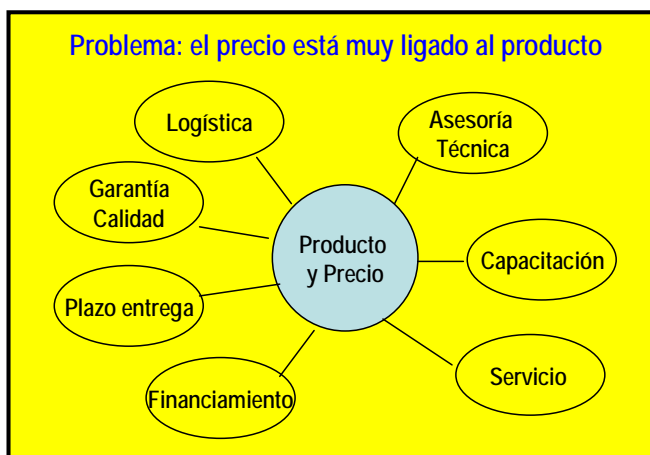 Problema: el precio está muy ligado al producto
Logística
Asesoría
Técnica
Garantía
Calidad
Producto
y Precio
Capacitación
Plazo entrega
Servicio
Financiamiento